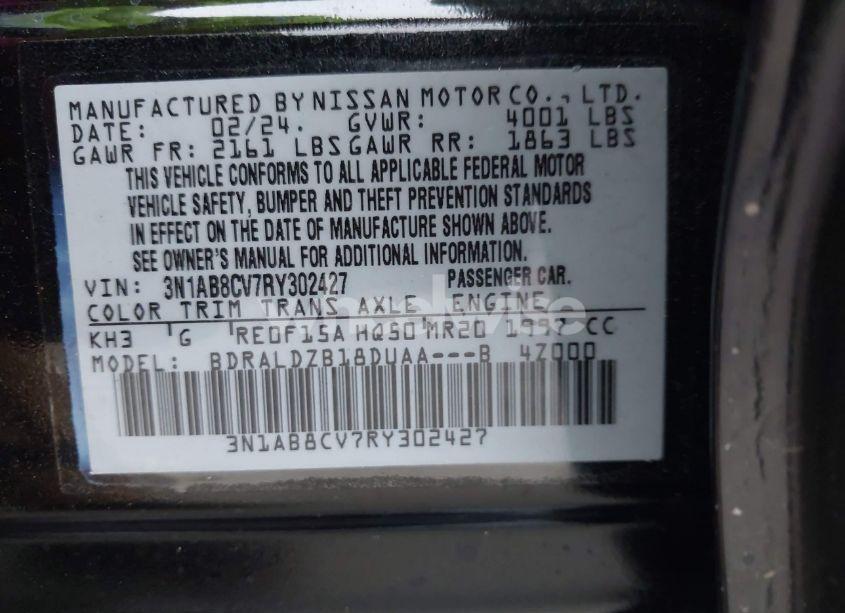 MANUFACTURED BY NISSAN MOTOR CO., LTD.
DATE: 02/24. GVWR: 4001 LBS
GAWR FR: 2161 LBS GAWR RR: 1863 LBS
THIS VEHICLE CONFORMS TO ALL APPLICABLE FEDERAL MOTOR
VEHICLE SAFETY, BUMPER AND THEFT PREVENTION STANDARDS
IN EFFECT ON THE DATE OF MANUFACTURE SHOWN ABOVE.
SEE OWNER'S MANUAL FOR ADDITIONAL INFORMATION.
VIN: 3N1AB8CV7RY302427 PASSENGER CAR.
COLOR TRIM TRANS AXLE ENGINE
KH3 G RE0F15A HQ50 MR20 1997 CC
MODEL: BDRALDZB18DUAA---B 4Z000
3N1AB8CV7RY302427